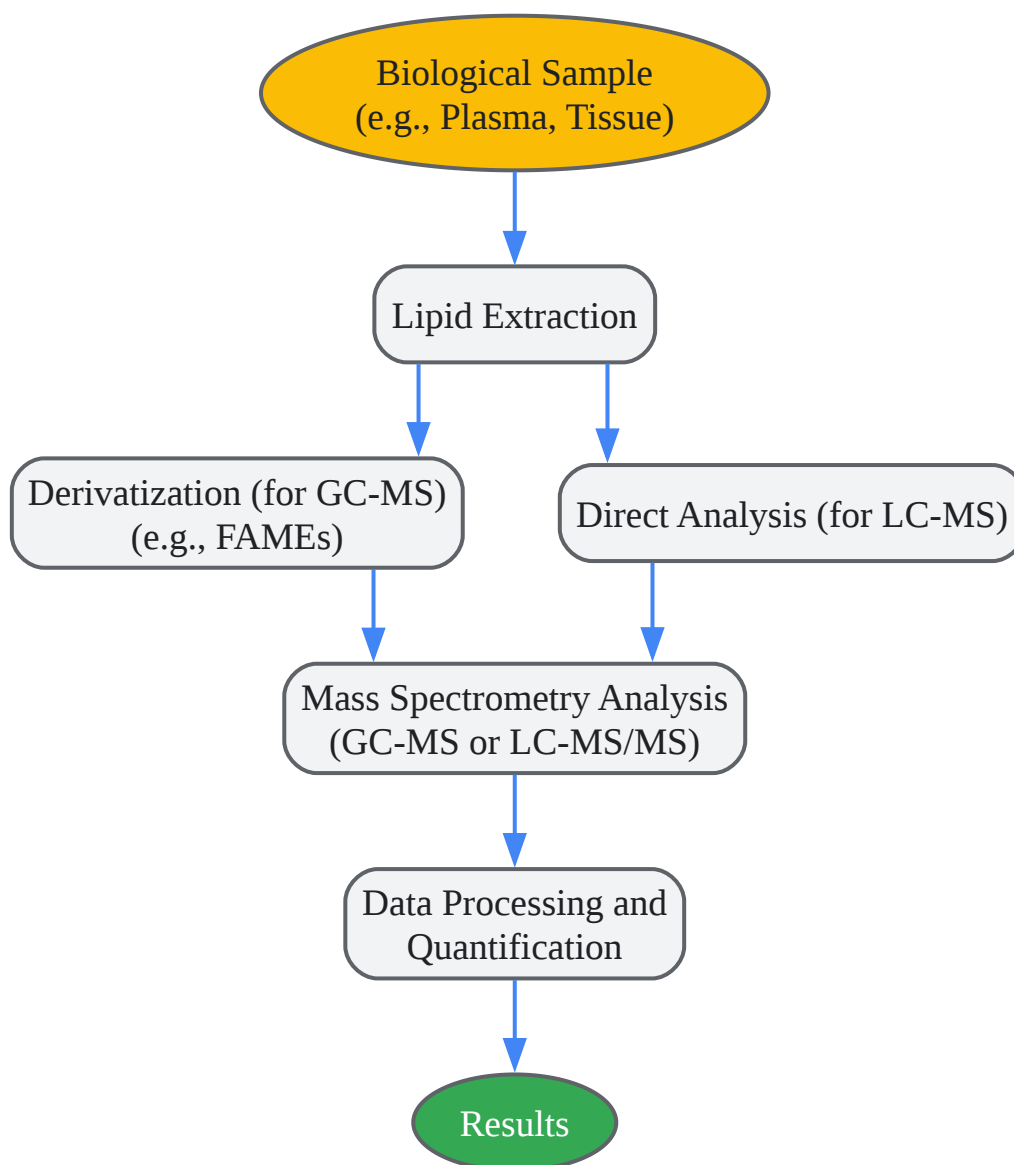 Biological Sample
(e.g., Plasma, Tissue)
Lipid Extraction
Derivatization (for GC-MS)
(e.g., FAMEs)
Direct Analysis (for LC-MS)
Mass Spectrometry Analysis
(GC-MS or LC-MS/MS)
Data Processing and
Quantification
Results